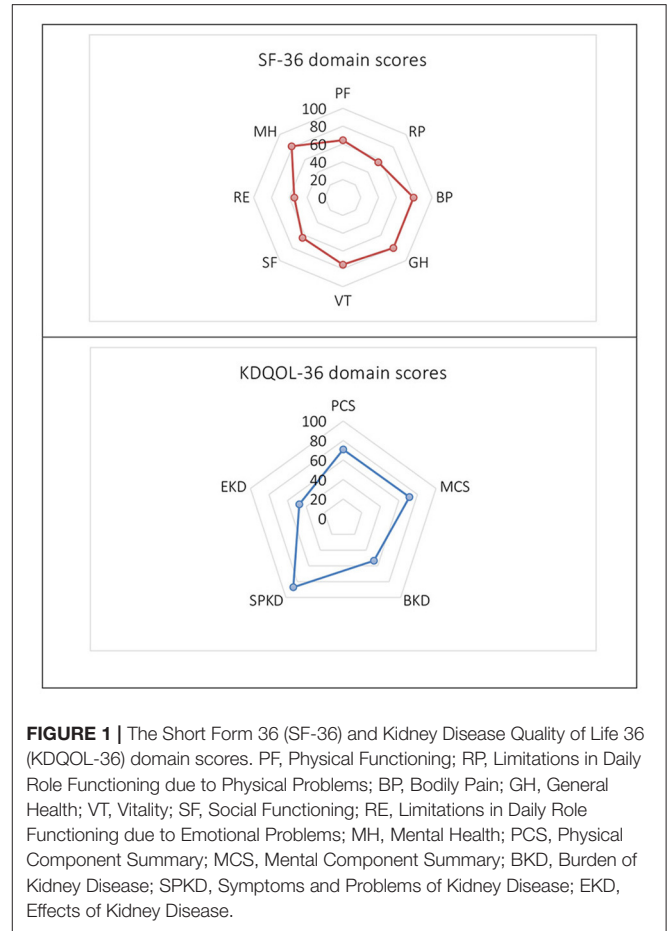 SF-36 domain scores
PF
100
80
60
40
20
0
RP
BP
GH
VT
SF
RE
MH
KDQOL-36 domain scores
PCS
100
80
60
40
20
0
MCS
BKD
SPKD
EKD
FIGURE 1 | The Short Form 36 (SF-36) and Kidney Disease Quality of Life 36
(KDQOL-36) domain scores. PF, Physical Functioning; RP, Limitations in Daily
Role Functioning due to Physical Problems; BP, Bodily Pain; GH, General
Health; VT, Vitality; SF, Social Functioning; RE, Limitations in Daily Role
Functioning due to Emotional Problems; MH, Mental Health; PCS, Physical
Component Summary; MCS, Mental Component Summary; BKD, Burden of
Kidney Disease; SPKD, Symptoms and Problems of Kidney Disease; EKD,
Effects of Kidney Disease.